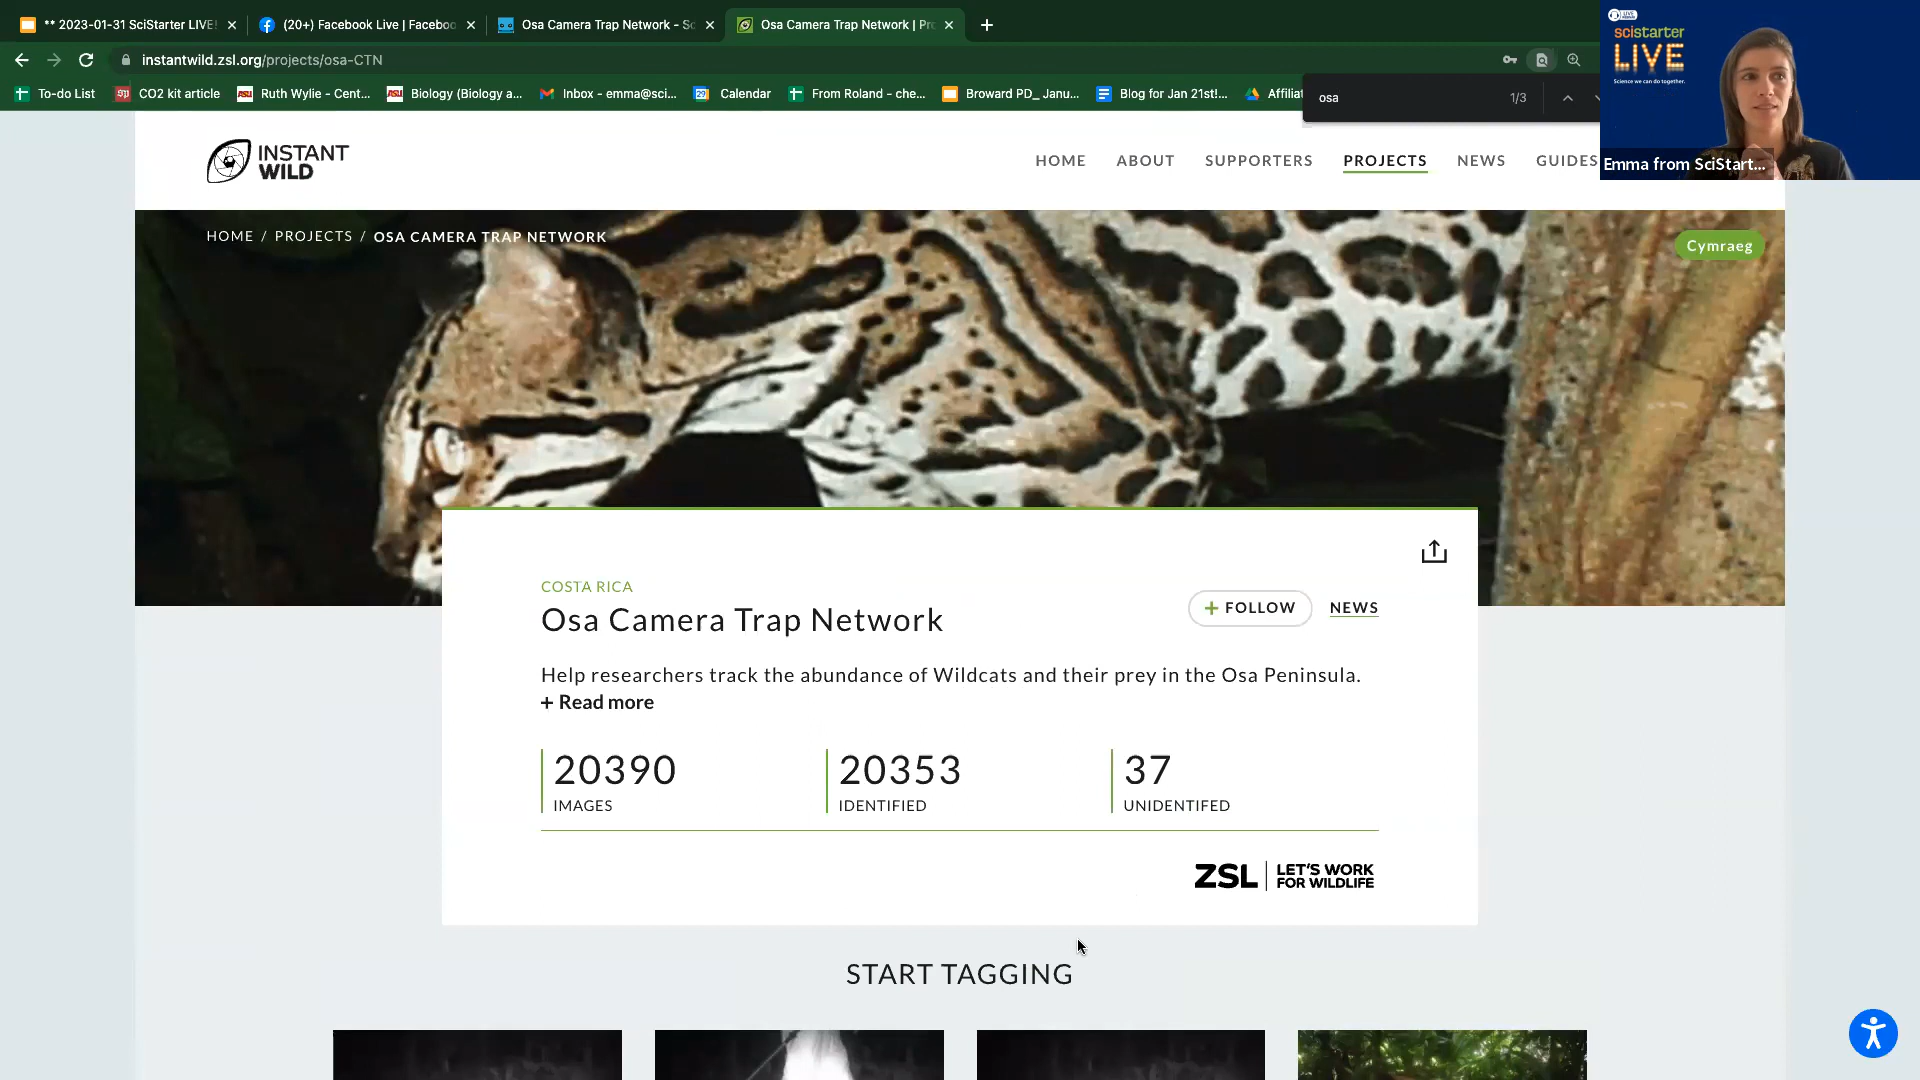 ** 2023-01-31 SciStarter LIVE!
(20+) Facebook Live | Facebo
Osa Camera Trap Network - Sc
Osa Camera Trap Network | Pr
instantwild.zsl.org/projects/osa-CTN
To-do List
CO2 kit article
Ruth Wylie - Cent...
Biology (Biology a...
Inbox - emma@sci...
Calendar
From Roland - che...
Broward PD_ Janu...
Blog for Jan 21st!...
Affilia
osa
1/3
scistarter
LIVE
Science we can do together.
Emma from SciStart...
INSTANT
WILD
HOME
ABOUT
SUPPORTERS
PROJECTS
NEWS
GUIDES
HOME / PROJECTS / OSA CAMERA TRAP NETWORK
Cymraeg
COSTA RICA
Osa Camera Trap Network
+ FOLLOW
NEWS
Help researchers track the abundance of Wildcats and their prey in the Osa Peninsula.
+ Read more
20390
IMAGES
20353
IDENTIFIED
37
UNIDENTIFED
ZSL
LET'S WORK
FOR WILDLIFE
START TAGGING